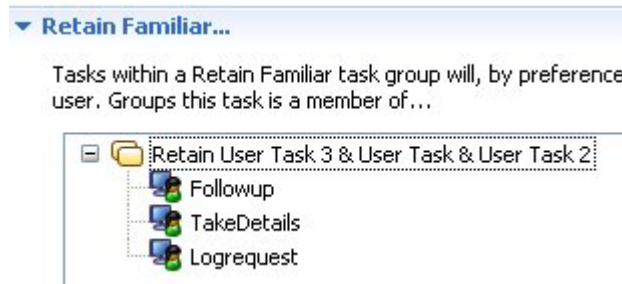 Retain Familiar...
Tasks within a Retain Familiar task group will, by preference
user. Groups this task is a member of...
Retain User Task 3 & User Task & User Task 2
Followup
TakeDetails
Logrequest